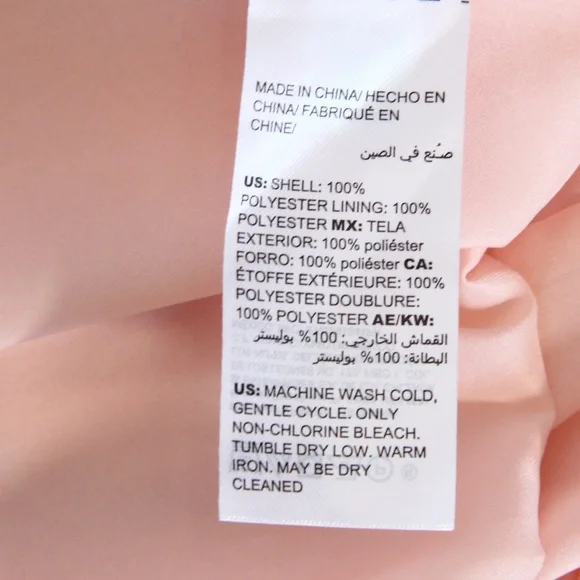 MADE IN CHINA/ HECHO EN
CHINA/ FABRIQUÉ EN
CHINE/
صُنع في الصين
US: SHELL: 100%
POLYESTER LINING: 100%
POLYESTER MX: TELA
EXTERIOR: 100% poliéster
FORRO: 100% poliéster CA:
ÉTOFFE EXTÉRIEURE: 100%
POLYESTER DOUBLURE:
100% POLYESTER AE/KW:
القماش الخارجي: 100% بوليستر
البطانة: 100% بوليستر
US: MACHINE WASH COLD,
GENTLE CYCLE. ONLY
NON-CHLORINE BLEACH.
TUMBLE DRY LOW. WARM
IRON. MAY BE DRY
CLEANED